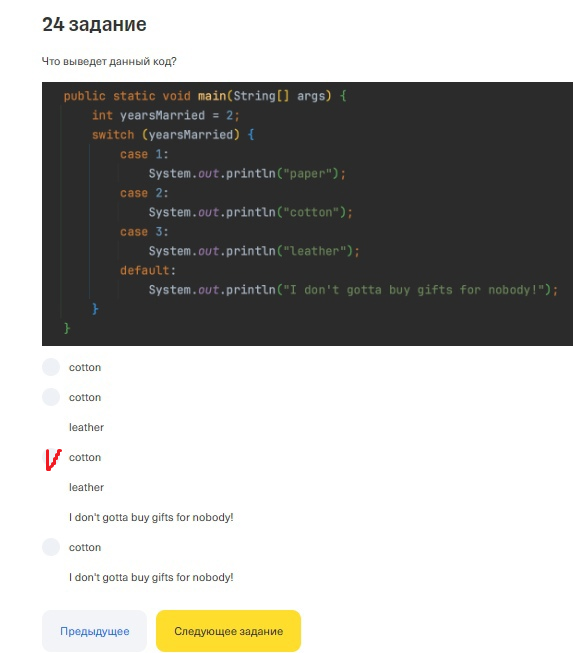 24 задание
Что выведет данный код?
public static void main(String[] args) {
int yearsMarried = 2;
switch (yearsMarried) {
case 1:
System.out.println("paper");
case 2:
System.out.println("cotton");
case 3:
System.out.println("leather");
default:
System.out.println("I don't gotta buy gifts for nobody!");
}
}
cotton
cotton
leather
cotton
leather
I don't gotta buy gifts for nobody!
cotton
I don't gotta buy gifts for nobody!
Предыдущее
Следующее задание